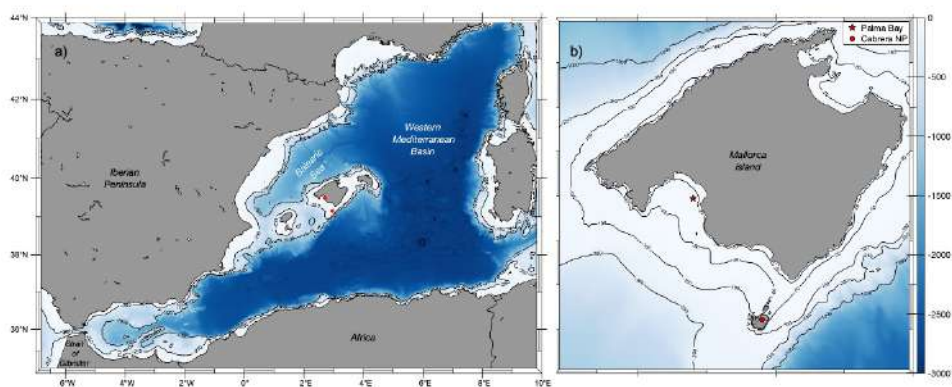 44°N
42°N
40°N
38°N
36°N
a)
Iberian
Peninsula
Balearic
Sea
Western
Mediterranean
Basin
Strait
of
Gibraltar
Africa
6°W
4°W
2°W
0°
2°E
4°E
6°E
8°E
10°E
b)
Palma Bay
Cabrera NP
Mallorca
Island
0
-500
-1000
-1500
-2000
-2500
-3000